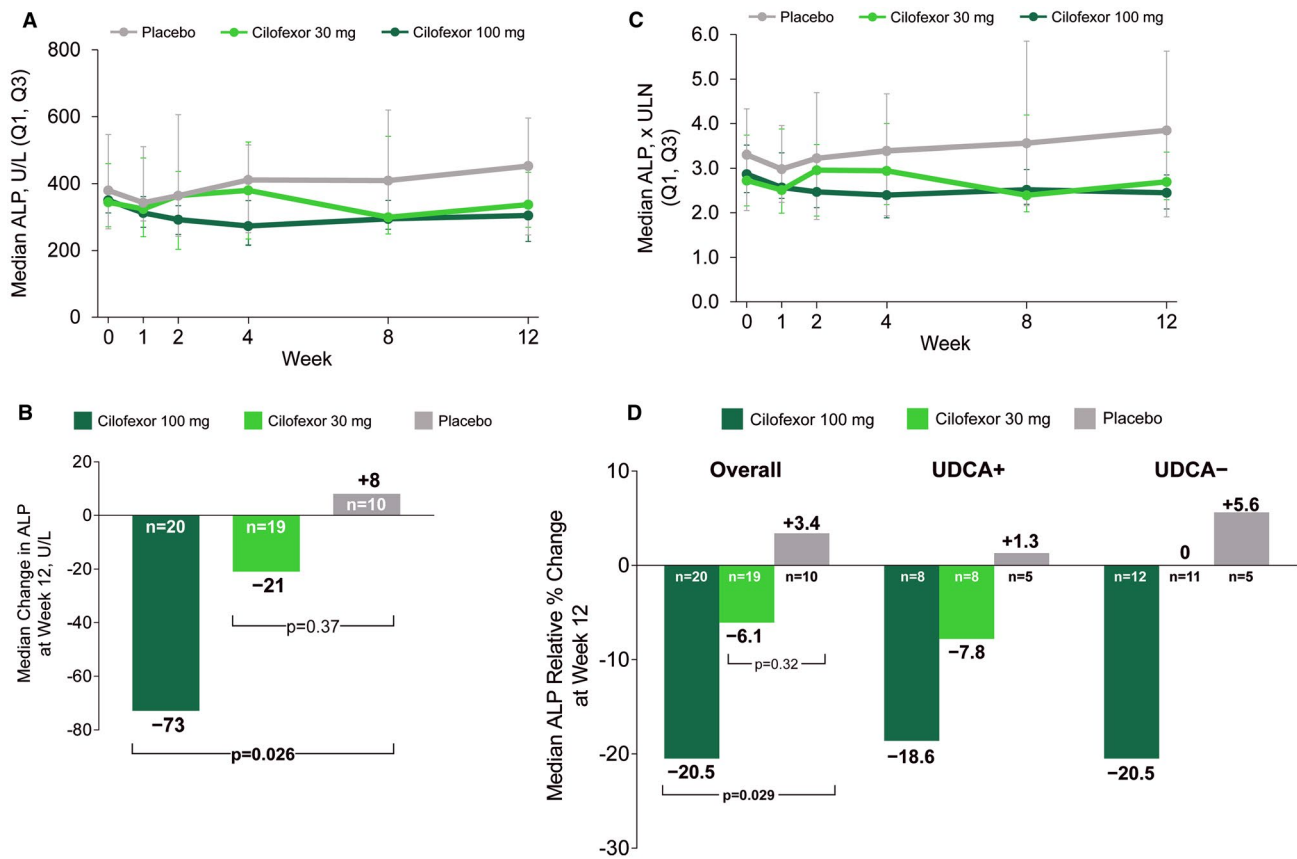 A
Placebo
Cilofexor 30 mg
Cilofexor 100 mg
Median ALP, U/L (Q1, Q3)
800
600
400
200
0
0 1 2 4 8 12
Week
C
Placebo
Cilofexor 30 mg
Cilofexor 100 mg
Median ALP, x ULN
(Q1, Q3)
6.0
5.0
4.0
3.0
2.0
1.0
0.0
0 1 2 4 8 12
Week
B
Cilofexor 100 mg
Cilofexor 30 mg
Placebo
Median Change in ALP
at Week 12, U/L
20
0
-20
-40
-60
-80
+8
n=20
n=19
n=10
−21
p=0.37
−73
p=0.026
D
Cilofexor 100 mg
Cilofexor 30 mg
Placebo
Median ALP Relative % Change
at Week 12
10
0
-10
-20
-30
Overall
UDCA+
UDCA−
+3.4
n=20
n=19
n=10
−6.1
p=0.32
−20.5
p=0.029
+1.3
n=8
n=8
n=5
−7.8
−18.6
+5.6
0
n=12
n=11
n=5
−20.5